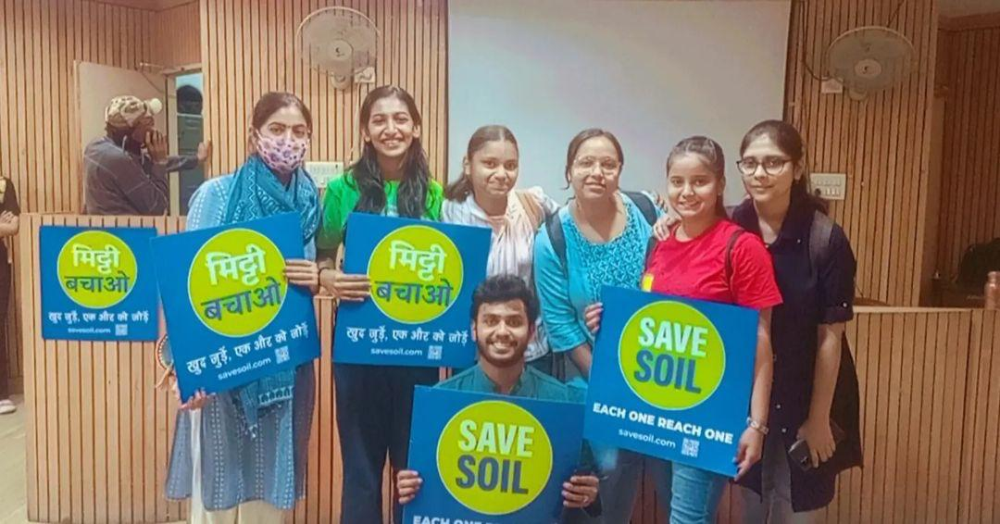 मिट्टी
बचाओ
खुद जुड़ें, एक और को जोड़ें
savesoil.com
मिट्टी
बचाओ
खुद जुड़ें, एक और को जोड़ें
savesoil.com
मिट्टी
बचाओ
खुद जुड़ें, एक और को जोड़ें
savesoil.com
SAVE
SOIL
EACH ONE REACH ONE
savesoil.com
SAVE
SOIL
EACH ONE